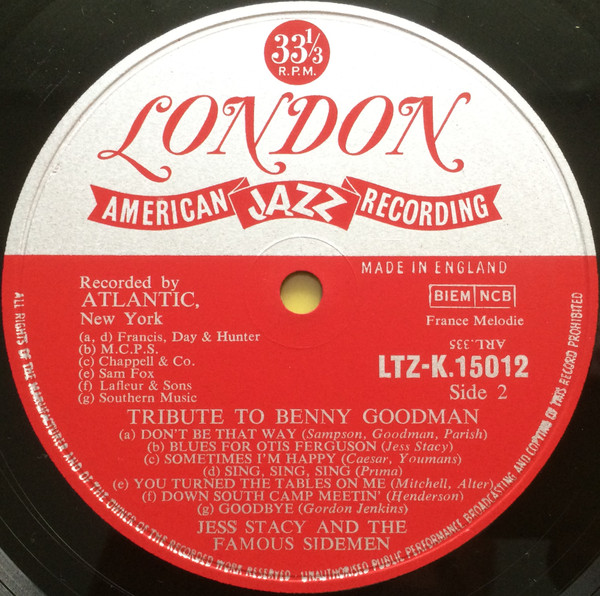 33⅓
R.P.M.
LONDON
AMERICAN JAZZ RECORDING
MADE IN ENGLAND
Recorded by
ATLANTIC,
New York
(a, d) Francis, Day & Hunter
(b) M.C.P.S.
(c) Chappell & Co.
(e) Sam Fox
(f) Lafleur & Sons
(g) Southern Music
BIEM NCB
France Melodie
ARL.335
LTZ-K.15012
Side 2
TRIBUTE TO BENNY GOODMAN
(a) DON'T BE THAT WAY (Sampson, Goodman, Parish)
(b) BLUES FOR OTIS FERGUSON (Jess Stacy)
(c) SOMETIMES I'M HAPPY (Caesar, Youmans)
(d) SING, SING, SING (Prima)
(e) YOU TURNED THE TABLES ON ME (Mitchell, Alter)
(f) DOWN SOUTH CAMP MEETIN' (Henderson)
(g) GOODBYE (Gordon Jenkins)
JESS STACY AND THE
FAMOUS SIDEMEN
ALL RIGHTS OF THE MANUFACTURER AND OF THE OWNER OF THE RECORDED WORK RESERVED - UNAUTHORISED PUBLIC PERFORMANCE BROADCASTING AND COPYING OF THIS RECORD PROHIBITED